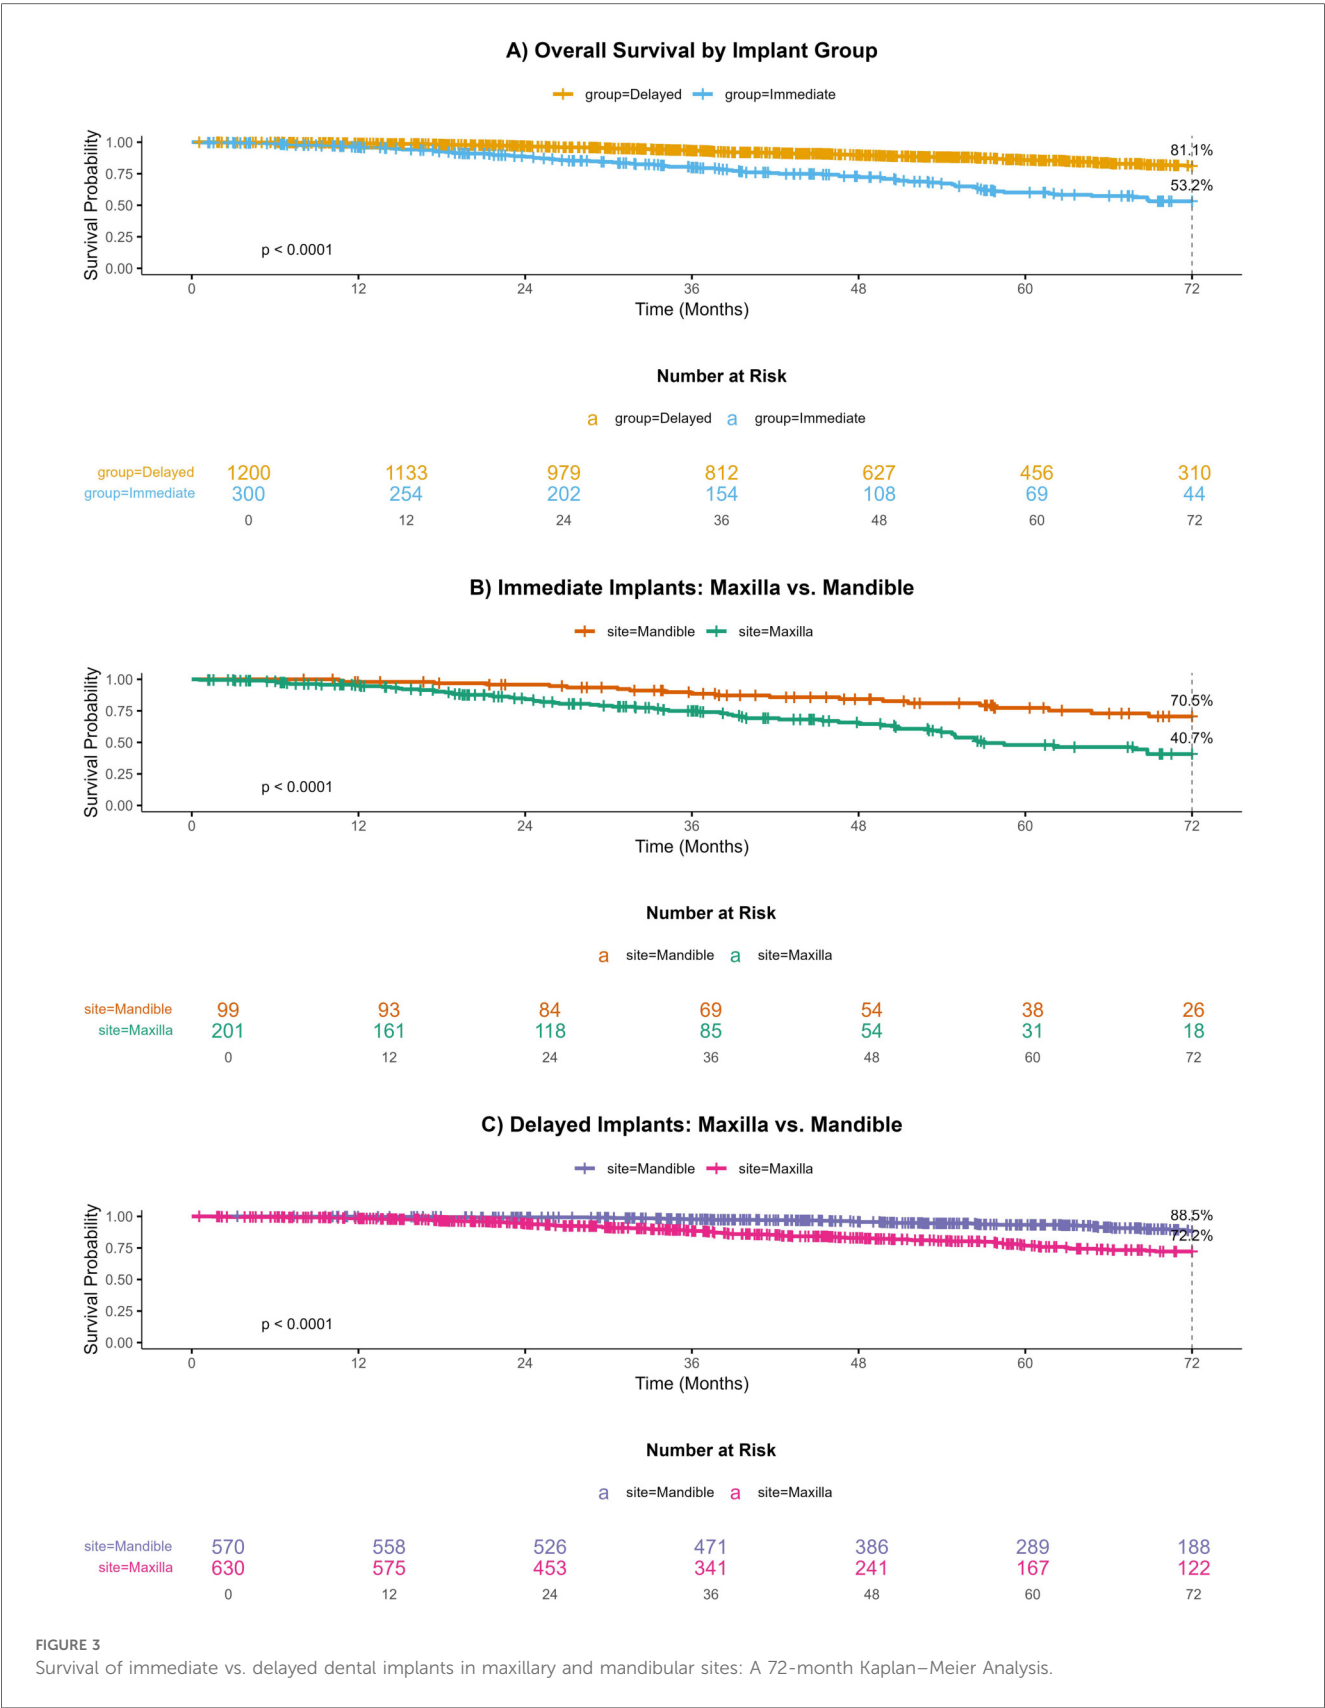 A) Overall Survival by Implant Group
group=Delayed group=Immediate
Survival Probability
1.00
0.75
0.50
0.25
0.00
81.1%
53.2%
p < 0.0001
0 12 24 36 48 60 72
Time (Months)
Number at Risk
a group=Delayed a group=Immediate
group=Delayed 1200 1133 979 812 627 456 310
group=Immediate 300 254 202 154 108 69 44
0 12 24 36 48 60 72
B) Immediate Implants: Maxilla vs. Mandible
site=Mandible site=Maxilla
Survival Probability
1.00
0.75
0.50
0.25
0.00
70.5%
40.7%
p < 0.0001
0 12 24 36 48 60 72
Time (Months)
Number at Risk
a site=Mandible a site=Maxilla
site=Mandible 99 93 84 69 54 38 26
site=Maxilla 201 161 118 85 54 31 18
0 12 24 36 48 60 72
C) Delayed Implants: Maxilla vs. Mandible
site=Mandible site=Maxilla
Survival Probability
1.00
0.75
0.50
0.25
0.00
88.5%
72.2%
p < 0.0001
0 12 24 36 48 60 72
Time (Months)
Number at Risk
a site=Mandible a site=Maxilla
site=Mandible 570 558 526 471 386 289 188
site=Maxilla 630 575 453 341 241 167 122
0 12 24 36 48 60 72
FIGURE 3
Survival of immediate vs. delayed dental implants in maxillary and mandibular sites: A 72-month Kaplan–Meier Analysis.